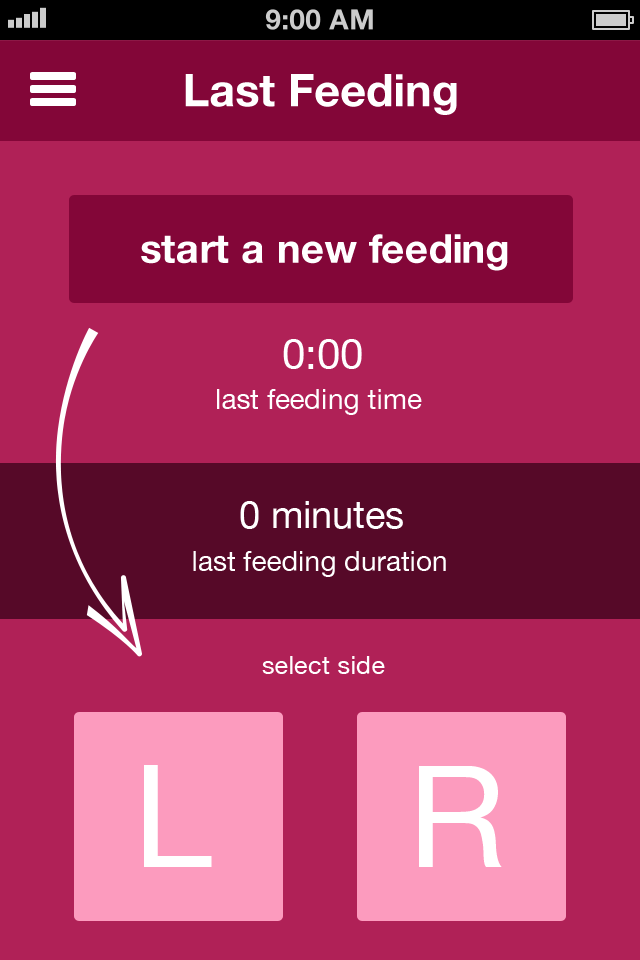 9:00 AM
Last Feeding
start a new feeding
0:00
last feeding time
0 minutes
last feeding duration
select side
L R